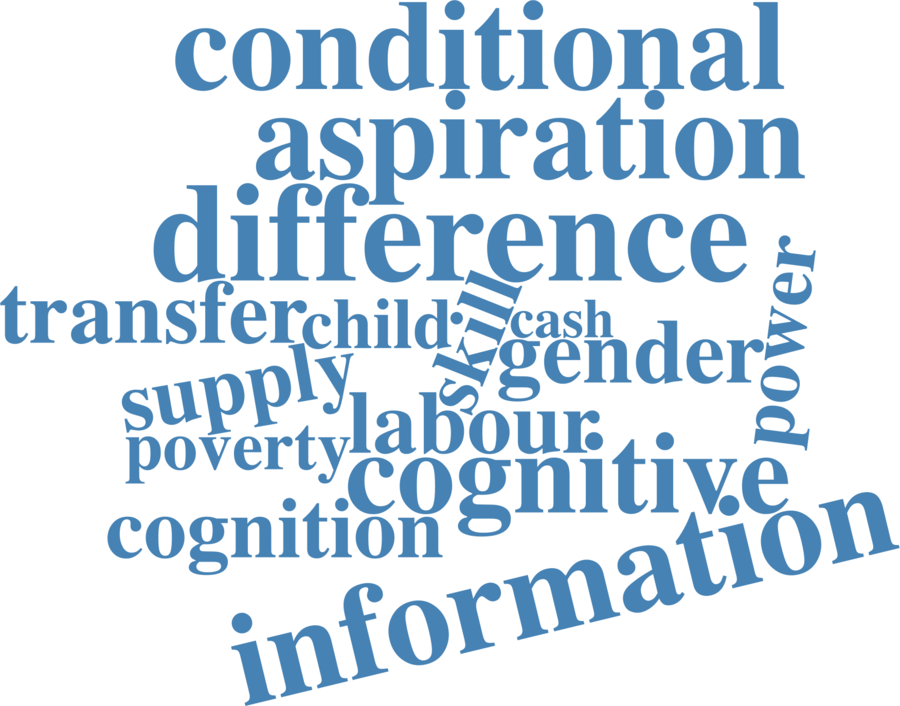 conditional
aspiration
difference
transfer
child
skill
cash
gender
power
supply
labour
poverty
cognitive
cognition
information